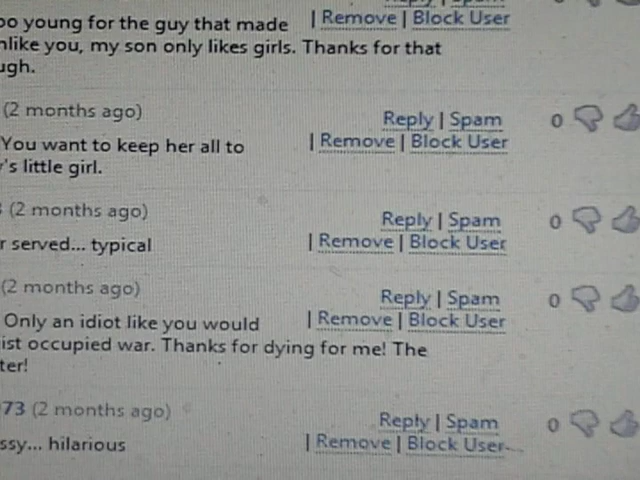 oo young for the guy that made | Remove | Block User
nlike you, my son only likes girls. Thanks for that
ugh.
(2 months ago) Reply | Spam 0
You want to keep her all to | Remove | Block User
's little girl.
(2 months ago) Reply | Spam 0
r served... typical | Remove | Block User
(2 months ago) Reply | Spam 0
Only an idiot like you would | Remove | Block User
ist occupied war. Thanks for dying for me! The
ter!
973 (2 months ago) Reply | Spam 0
ssy... hilarious | Remove | Block User